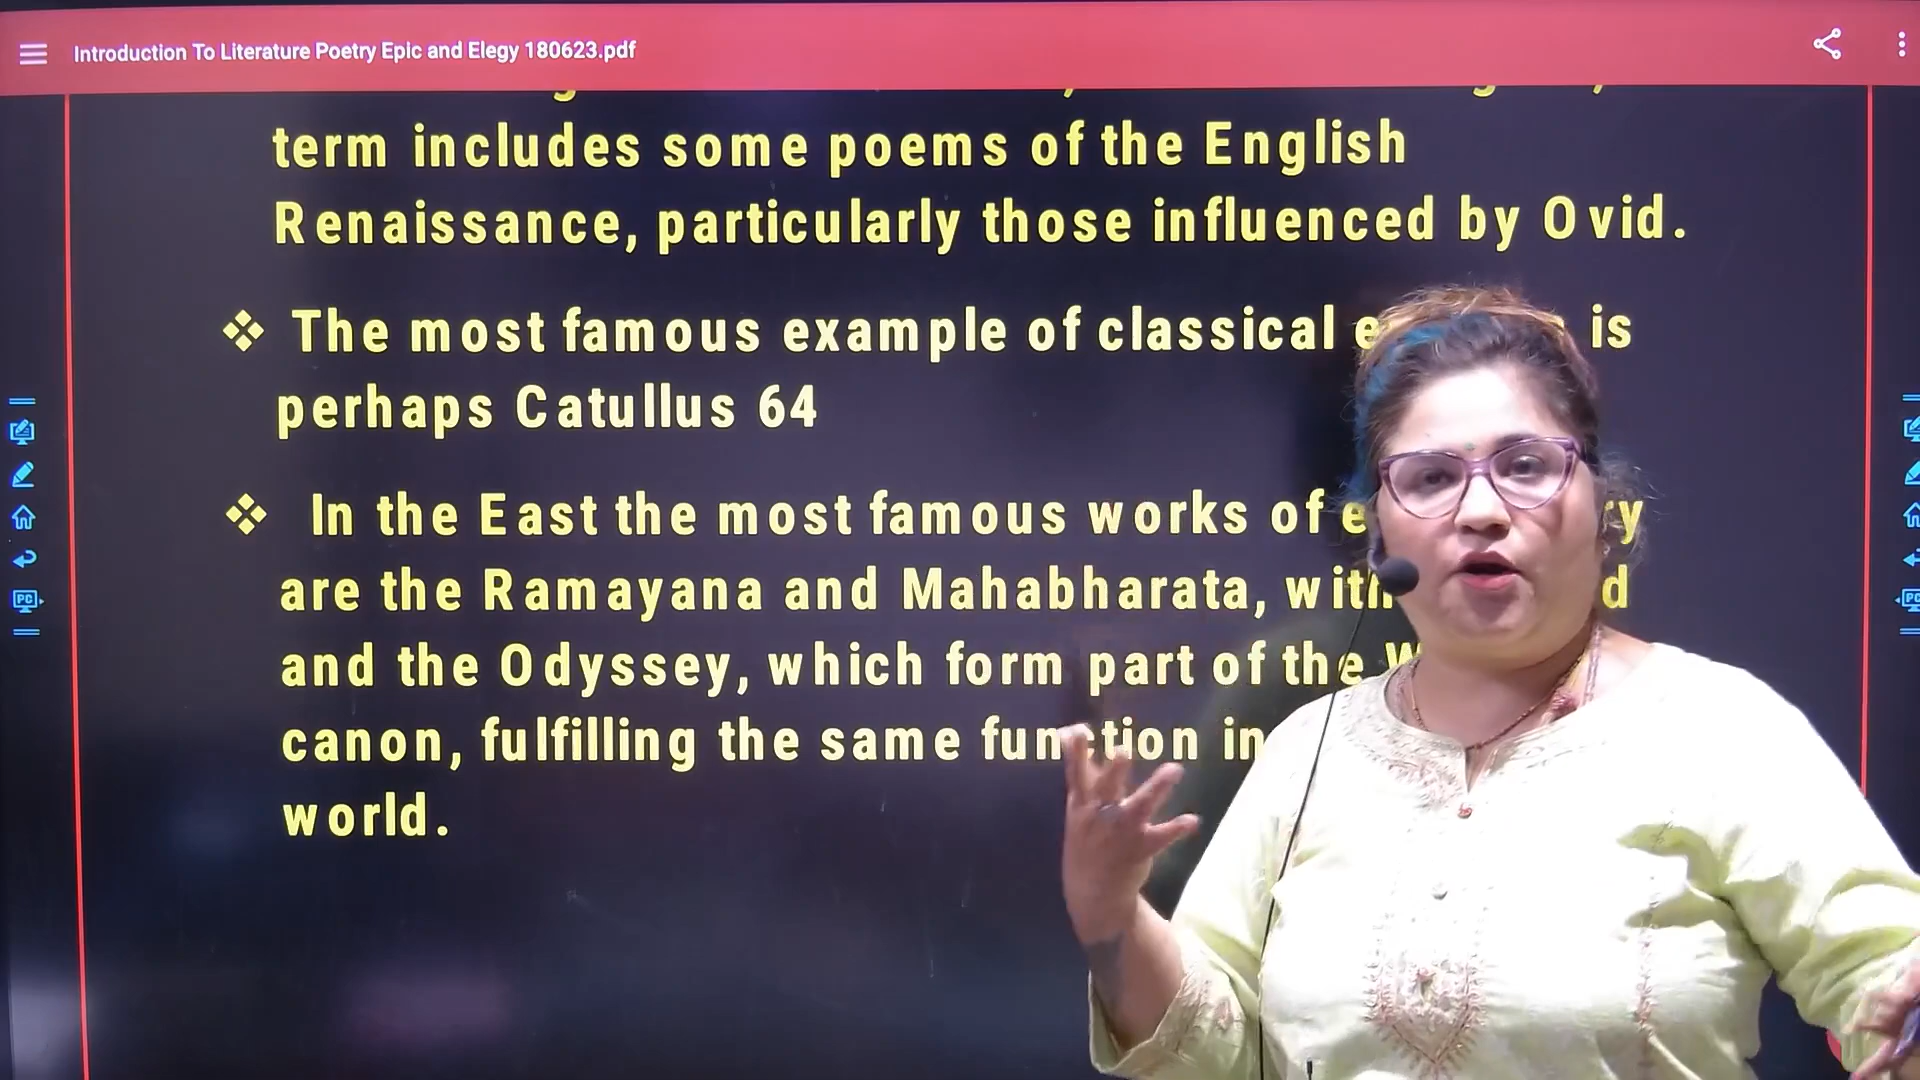 Introduction To Literature Poetry Epic and Elegy 180623.pdf
term includes some poems of the English
Renaissance, particularly those influenced by Ovid.
❖ The most famous example of classical is
perhaps Catullus 64
❖ In the East the most famous works of
are the Ramayana and Mahabharata,
and the Odyssey, which form part of the
canon, fulfilling the same function in
world.
PC
PC